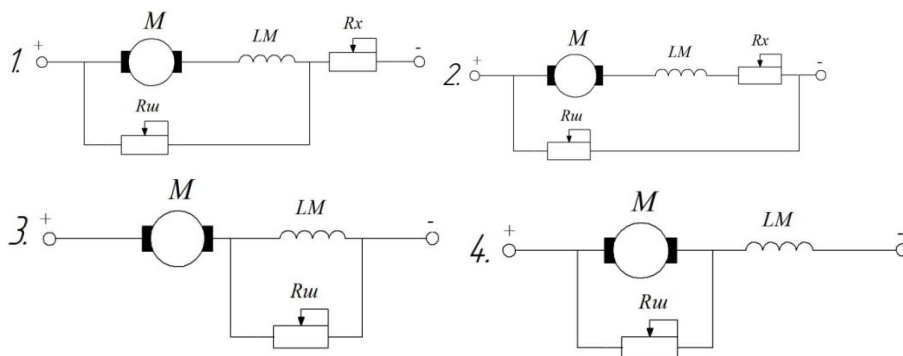 1.
+
M
LM
Rx
-
Rш
2.
+
M
LM
Rx
-
Rш
3.
+
M
LM
-
Rш
4.
+
M
LM
-
Rш